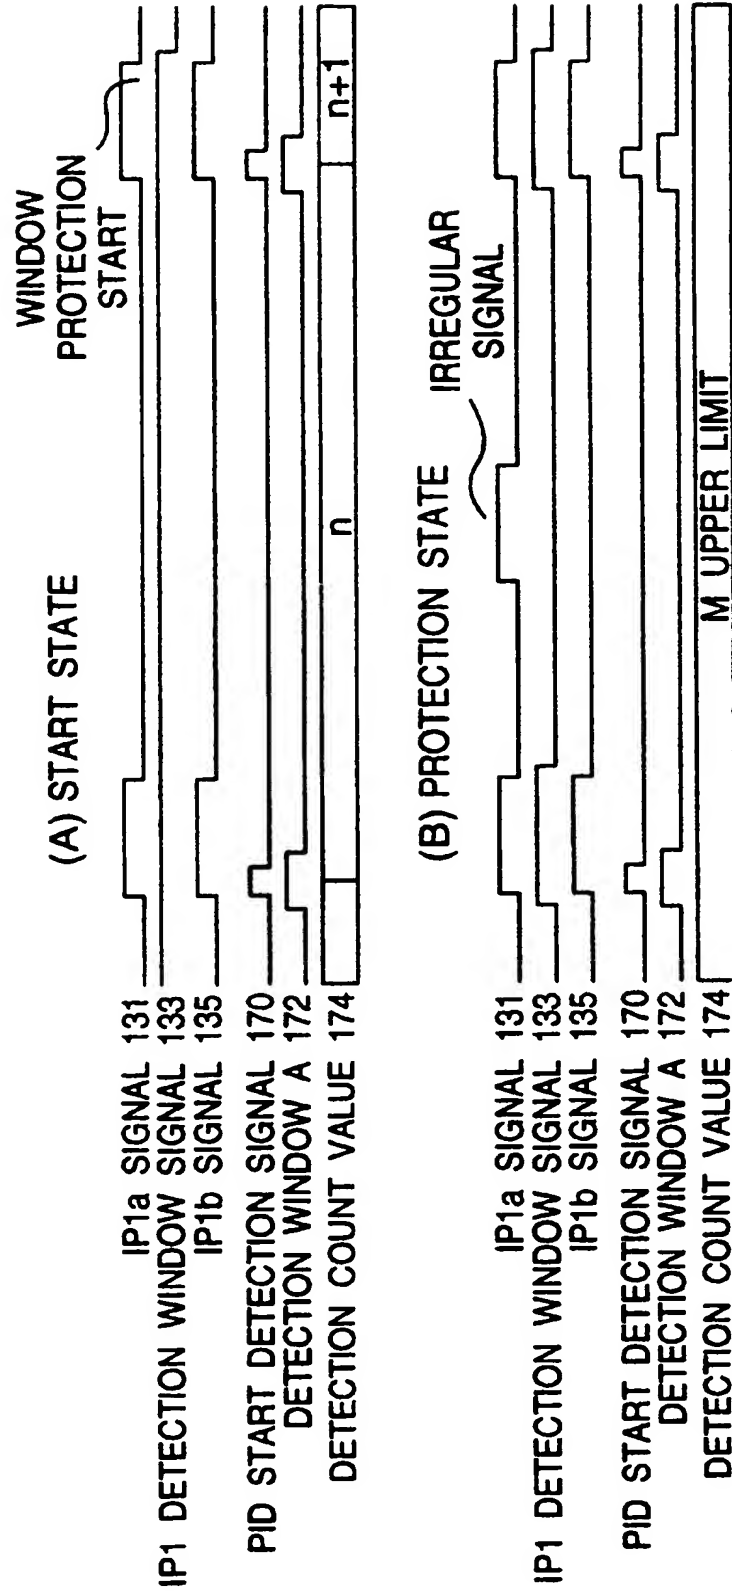 (A) START STATE
WINDOW
PROTECTION
START
IP1a SIGNAL 131
IP1 DETECTION WINDOW SIGNAL 133
IP1b SIGNAL 135
PID START DETECTION SIGNAL 170
DETECTION WINDOW A 172
DETECTION COUNT VALUE 174
n
n+1
(B) PROTECTION STATE
IRREGULAR
SIGNAL
IP1a SIGNAL 131
IP1 DETECTION WINDOW SIGNAL 133
IP1b SIGNAL 135
PID START DETECTION SIGNAL 170
DETECTION WINDOW A 172
DETECTION COUNT VALUE 174
M UPPER LIMIT